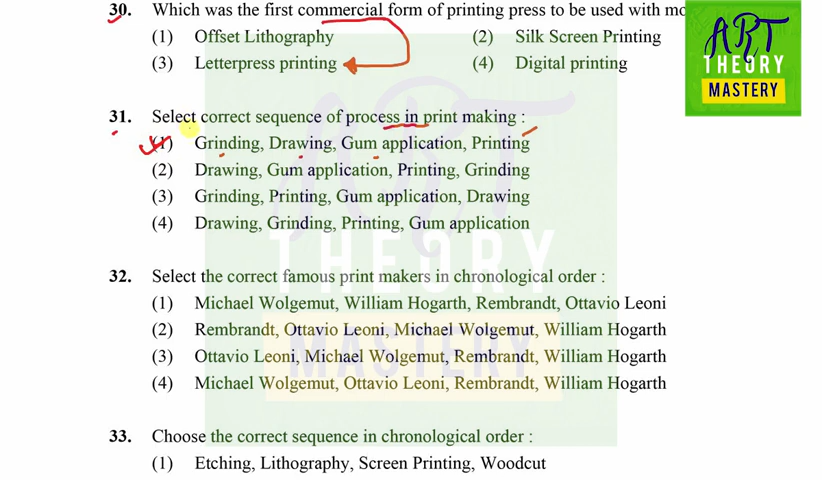 30. Which was the first commercial form of printing press to be used with
(1) Offset Lithography (2) Silk Screen Printing
(3) Letterpress printing (4) Digital printing
ART
THEORY
MASTERY
31. Select correct sequence of process in print making :
(1) Grinding, Drawing, Gum application, Printing
(2) Drawing, Gum application, Printing, Grinding
(3) Grinding, Printing, Gum application, Drawing
(4) Drawing, Grinding, Printing, Gum application
ART
THEORY
MASTERY
32. Select the correct famous print makers in chronological order :
(1) Michael Wolgemut, William Hogarth, Rembrandt, Ottavio Leoni
(2) Rembrandt, Ottavio Leoni, Michael Wolgemut, William Hogarth
(3) Ottavio Leoni, Michael Wolgemut, Rembrandt, William Hogarth
(4) Michael Wolgemut, Ottavio Leoni, Rembrandt, William Hogarth
33. Choose the correct sequence in chronological order :
(1) Etching, Lithography, Screen Printing, Woodcut